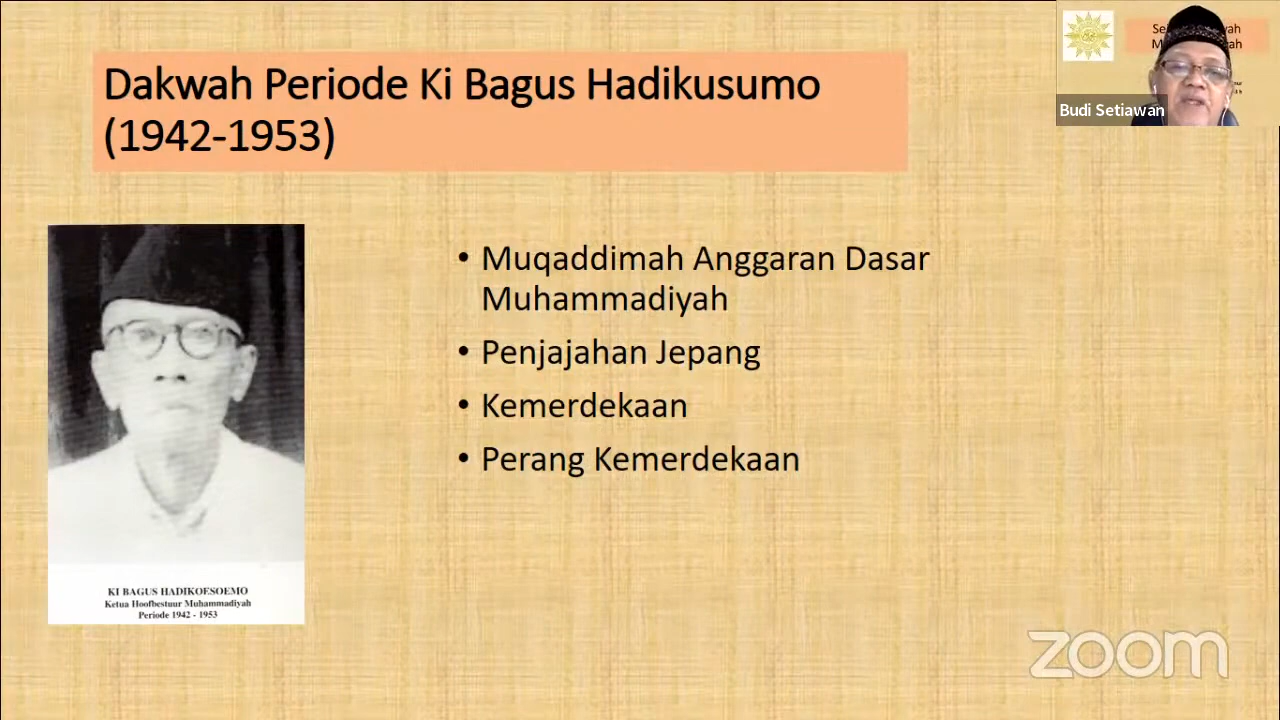 Dakwah Periode Ki Bagus Hadikusumo
(1942-1953)
Budi Setiawan
• Muqaddimah Anggaran Dasar
Muhammadiyah
• Penjajahan Jepang
• Kemerdekaan
• Perang Kemerdekaan
KI BAGUS HADIKOESOEMO
Ketua Hoofbestuur Muhammadiyah
Periode 1942 - 1953
zoom